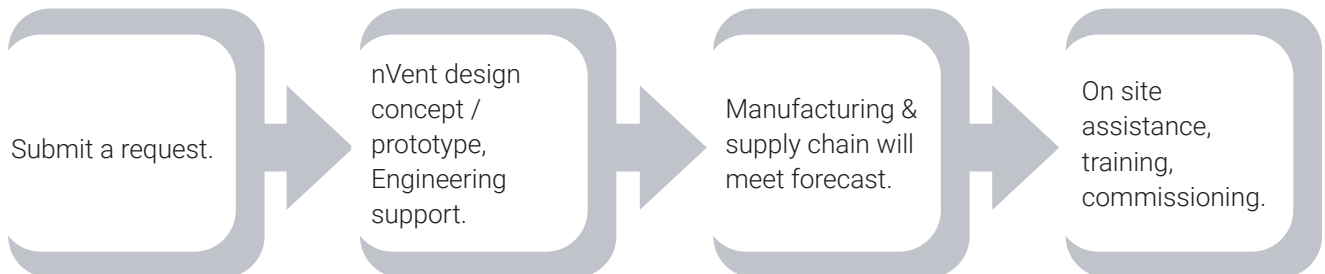 Submit a request.
nVent design
concept /
prototype,
Engineering
support.
Manufacturing &
supply chain will
meet forecast.
On site
assistance,
training,
commissioning.